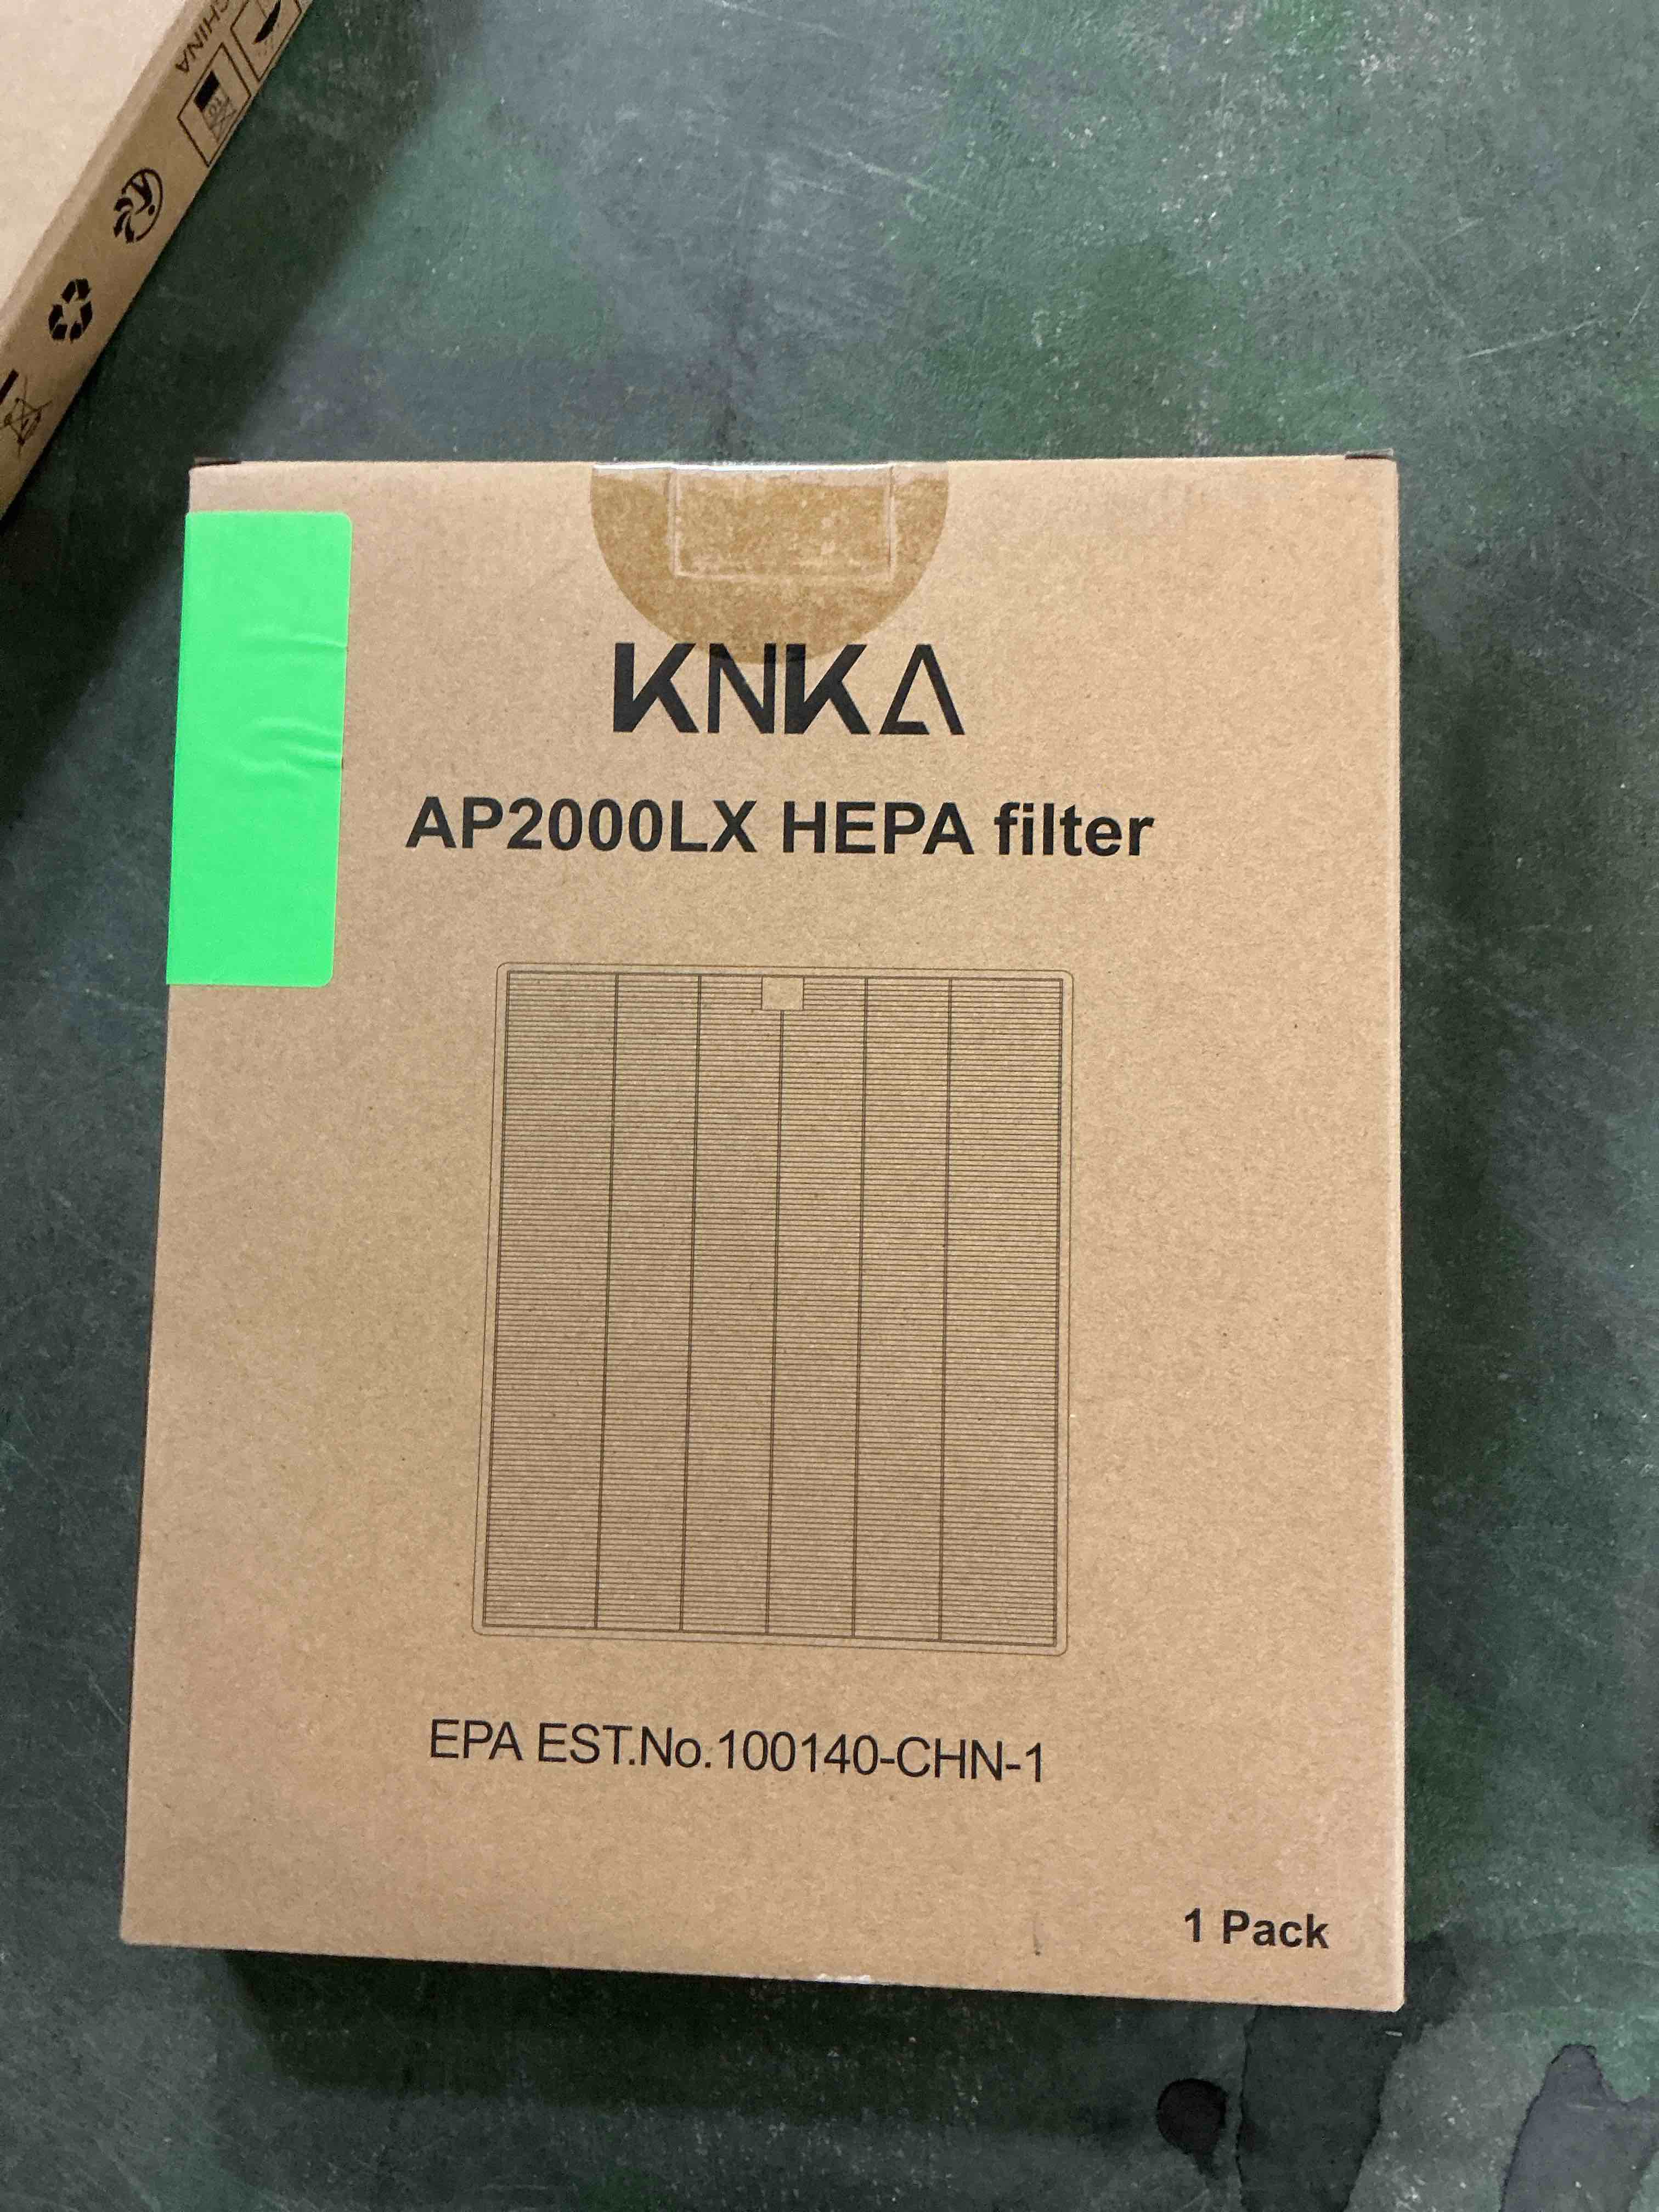 CHINA
KNKA
AP2000LX HEPA filter
EPA EST.No.100140-CHN-1
1 Pack